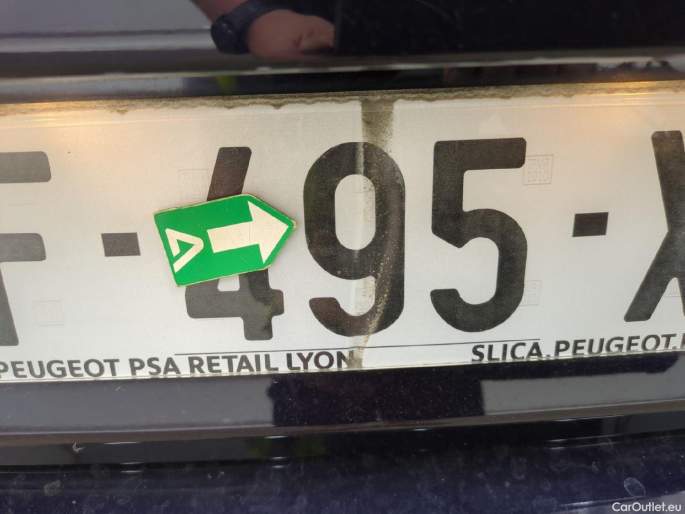 F-495-X
PEUGEOT PSA RETAIL LYON
SLICA.PEUGEOT.
CarOutlet.eu